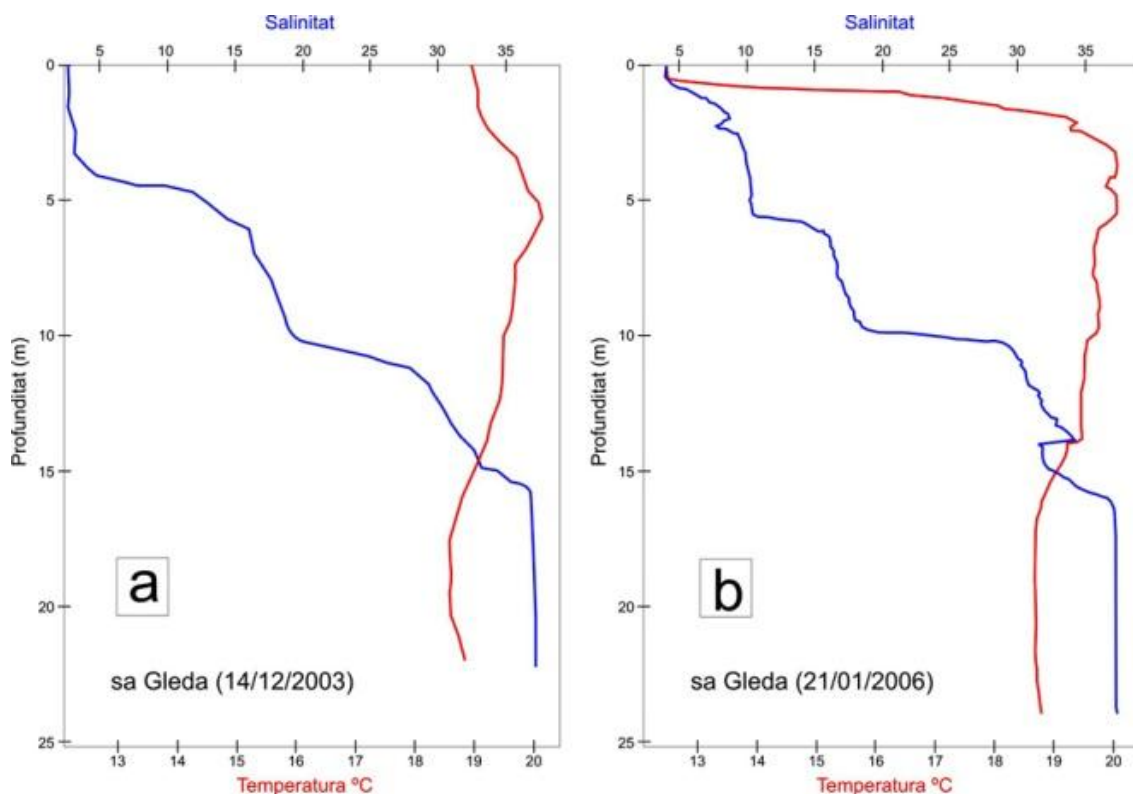 Salinitat
5 10 15 20 25 30 35
0
5
10
15
20
25
Profunditat (m)
a
sa Gleda (14/12/2003)
13 14 15 16 17 18 19 20
Temperatura ºC
Salinitat
5 10 15 20 25 30 35
0
5
10
15
20
25
Profunditat (m)
b
sa Gleda (21/01/2006)
13 14 15 16 17 18 19 20
Temperatura ºC